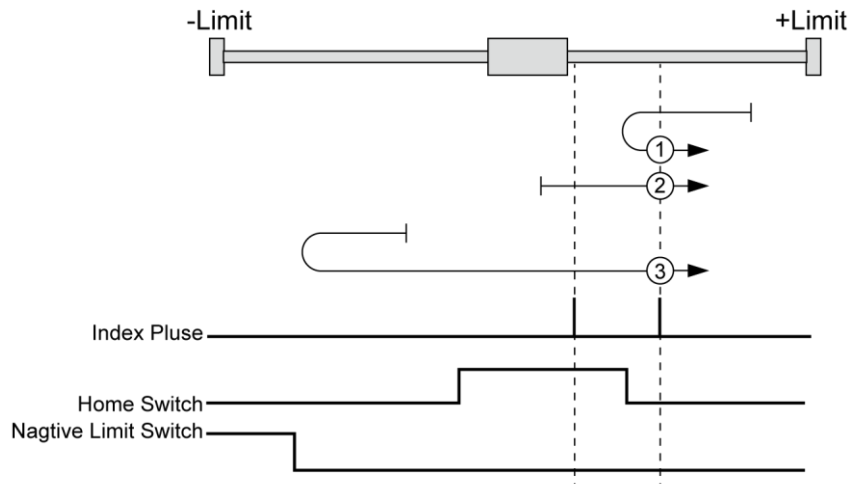 -Limit
+Limit
1
2
3
Index Pluse
Home Switch
Nagtive Limit Switch